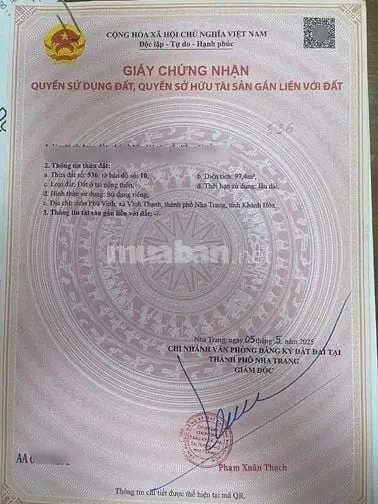 CỘNG HÒA XÃ HỘI CHỦ NGHĨA VIỆT NAM
Độc lập - Tự do - Hạnh phúc
GIẤY CHỨNG NHẬN
QUYỀN SỬ DỤNG ĐẤT, QUYỀN SỞ HỮU TÀI SẢN GẮN LIỀN VỚI ĐẤT
536
2. Thông tin thửa đất:
a. Thửa đất số: 536, tờ bản đồ số: 10, b. Diện tích: 97,4m²,
c. Loại đất: Đất ở tại nông thôn, d. Thời hạn sử dụng: lâu dài,
đ. Hình thức sử dụng: Sử dụng riêng,
e. Địa chỉ: thôn Phú Vinh, xã Vĩnh Thạnh, thành phố Nha Trang, tỉnh Khánh Hòa.
3. Thông tin tài sản gắn liền với đất: -/-
muaban.net
Nha Trang, ngày 05 tháng 5 năm 2025
CHI NHÁNH VĂN PHÒNG ĐĂNG KÝ ĐẤT ĐAI TẠI
THÀNH PHỐ NHA TRANG
GIÁM ĐỐC
Phạm Xuân Thạch
AA
Thông tin chi tiết được thể hiện tại mã QR.